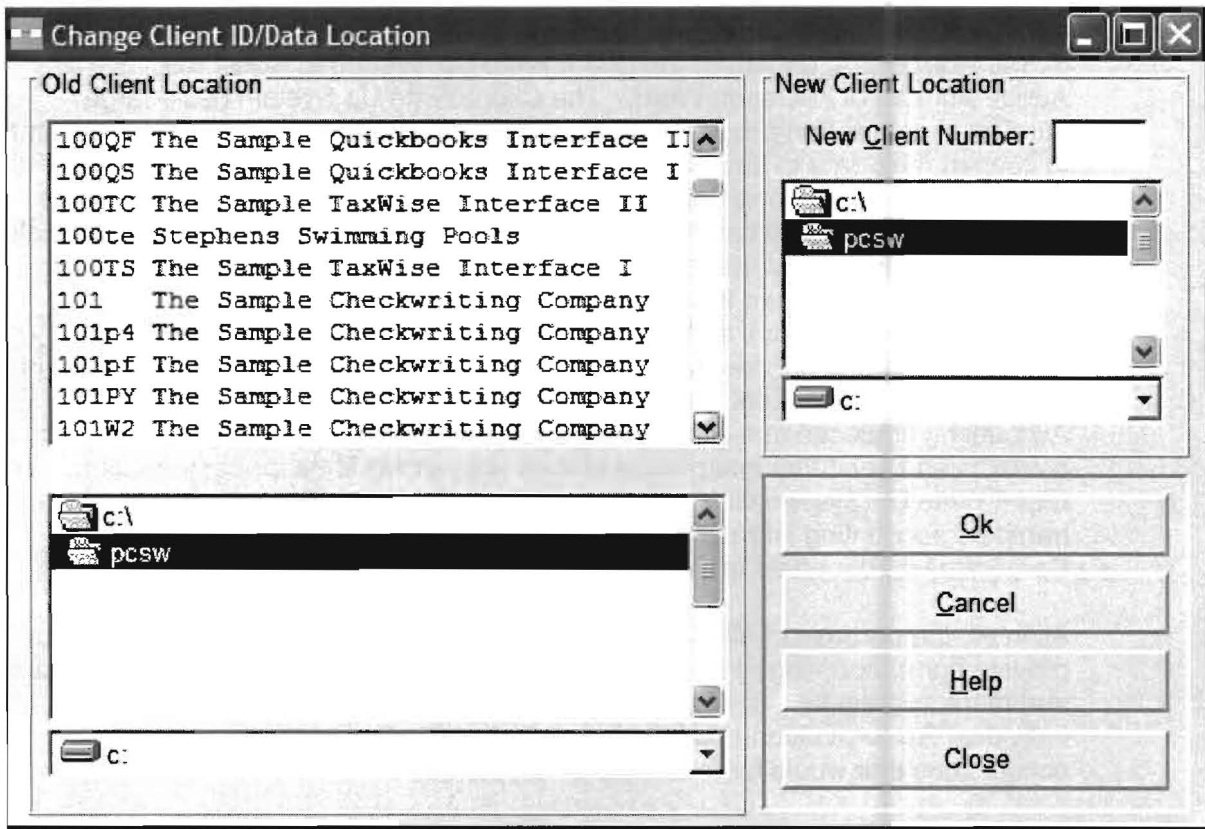 Change Client ID/Data Location
Old Client Location
100QF The Sample Quickbooks Interface II
100QS The Sample Quickbooks Interface I
100TC The Sample TaxWise Interface II
100te Stephens Swimming Pools
100TS The Sample TaxWise Interface I
101 The Sample Checkwriting Company
101p4 The Sample Checkwriting Company
101pf The Sample Checkwriting Company
101PY The Sample Checkwriting Company
101W2 The Sample Checkwriting Company
c:\
pcsw
c:
New Client Location
New Client Number:
c:\
pcsw
c:
Ok
Cancel
Help
Close